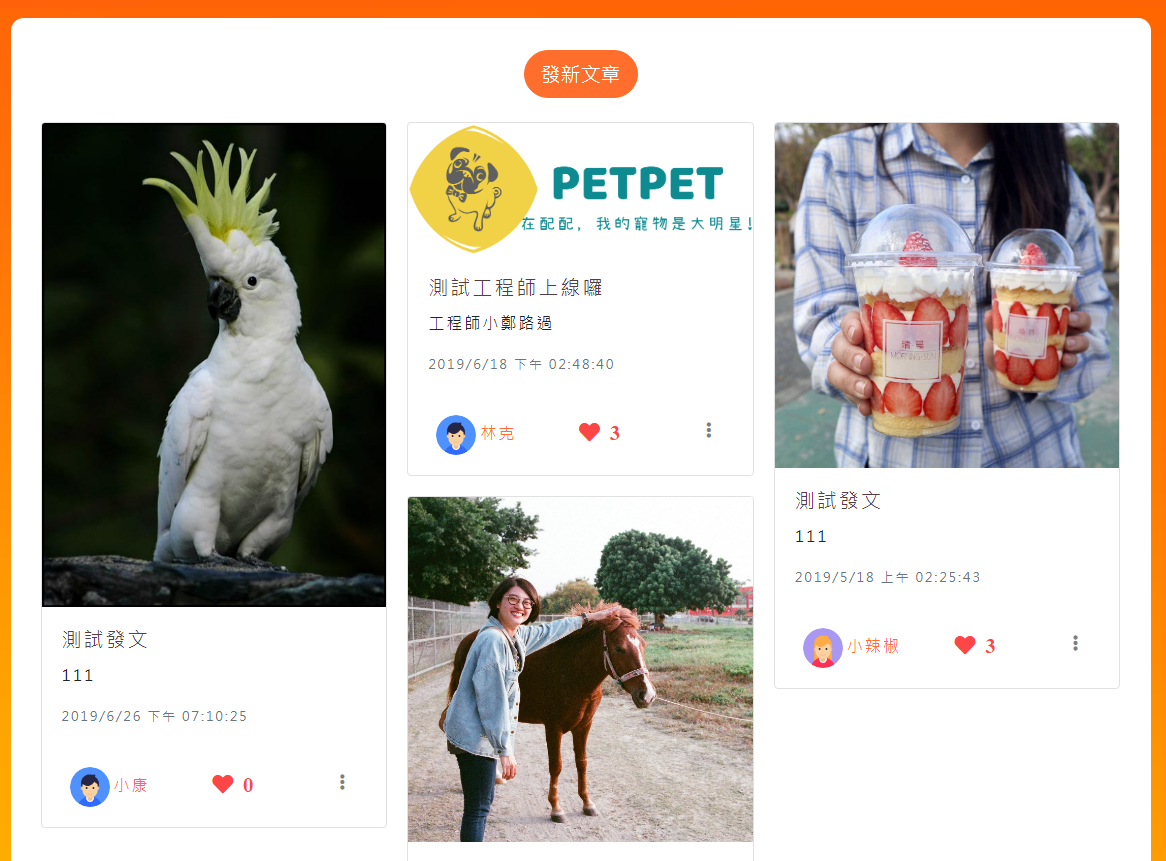 發新文章
測試發文
111
2019/6/26 下午 07:10:25
小康
0
PETPET
在配配，我的寵物是大明星!
測試工程師上線囉
工程師小鄭路過
2019/6/18 下午 02:48:40
林克
3
測試發文
111
2019/5/18 上午 02:25:43
小辣椒
3